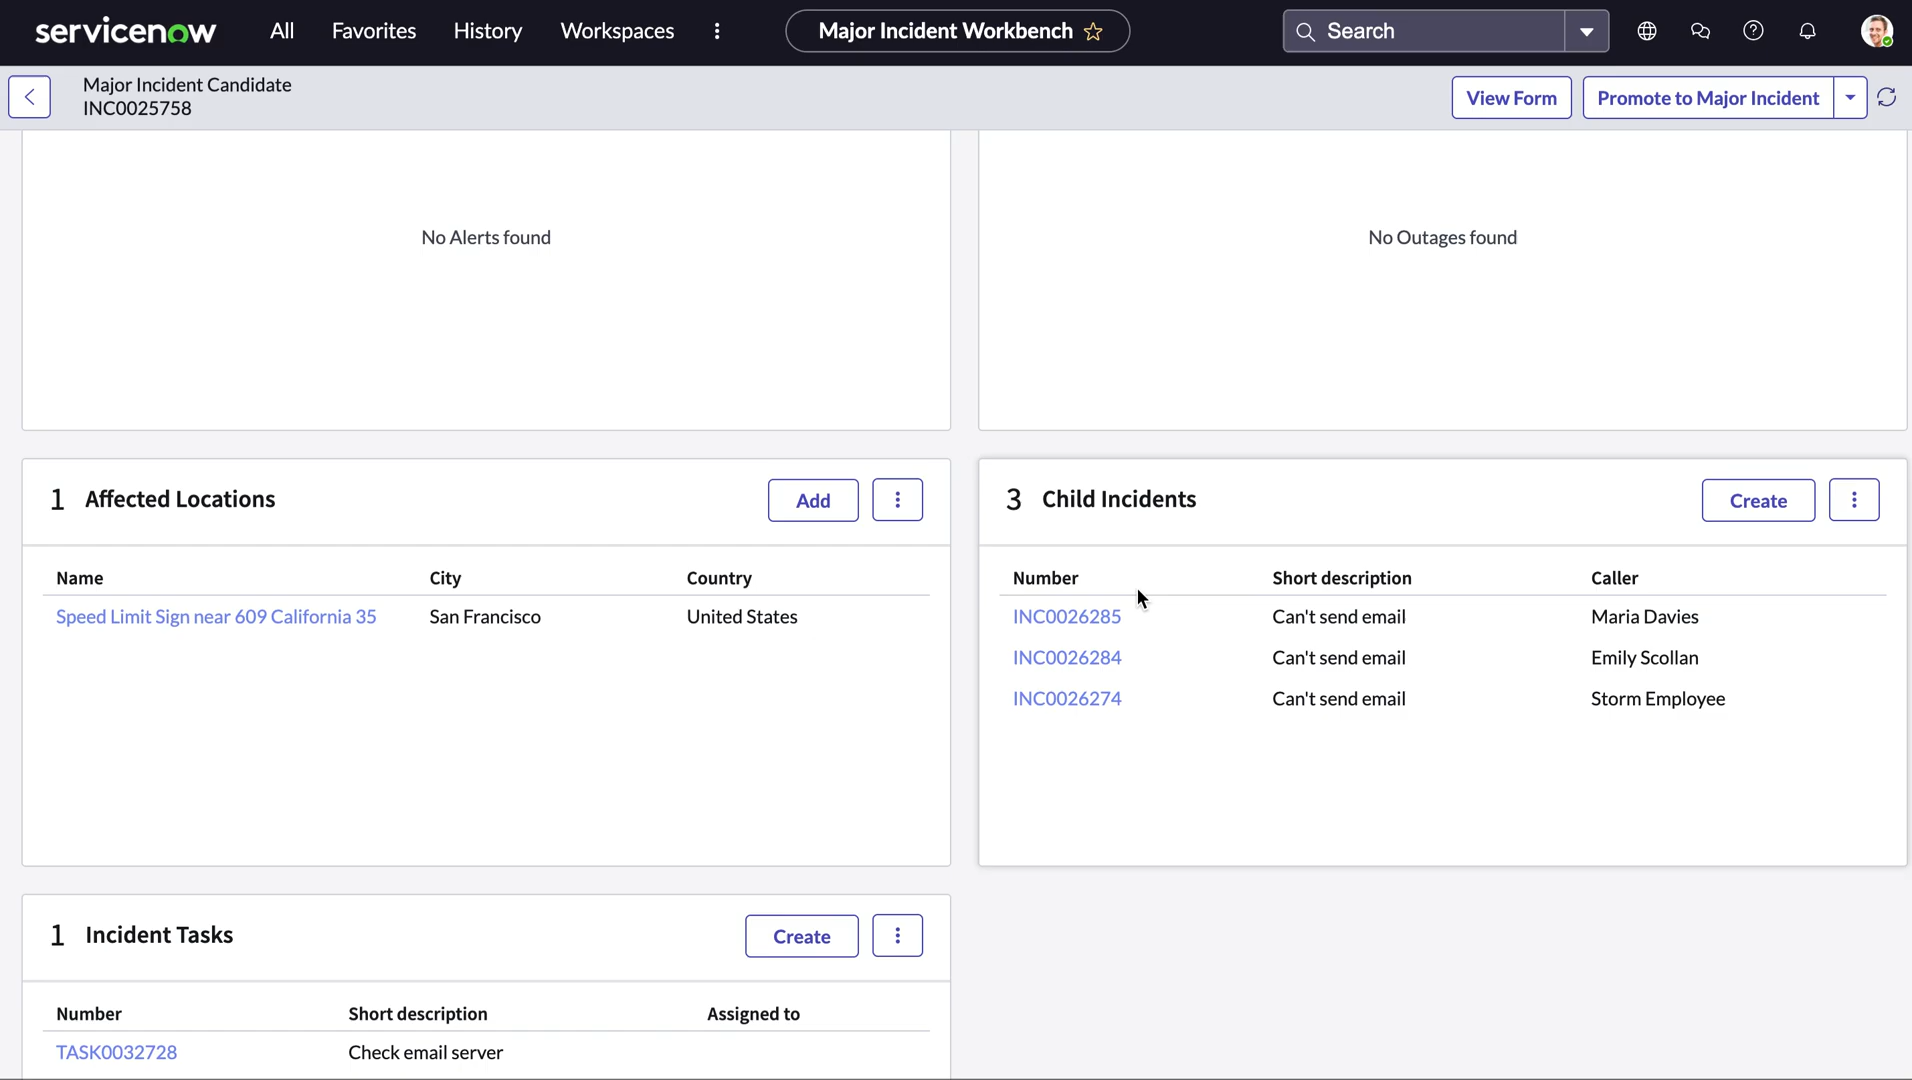 servicenow All Favorites History Workspaces Major Incident Workbench Search
Major Incident Candidate
INC0025758
View Form Promote to Major Incident
No Alerts found
No Outages found
1 Affected Locations Add
Name City Country
Speed Limit Sign near 609 California 35 San Francisco United States
3 Child Incidents Create
Number Short description Caller
INC0026285 Can't send email Maria Davies
INC0026284 Can't send email Emily Scollan
INC0026274 Can't send email Storm Employee
1 Incident Tasks Create
Number Short description Assigned to
TASK0032728 Check email server